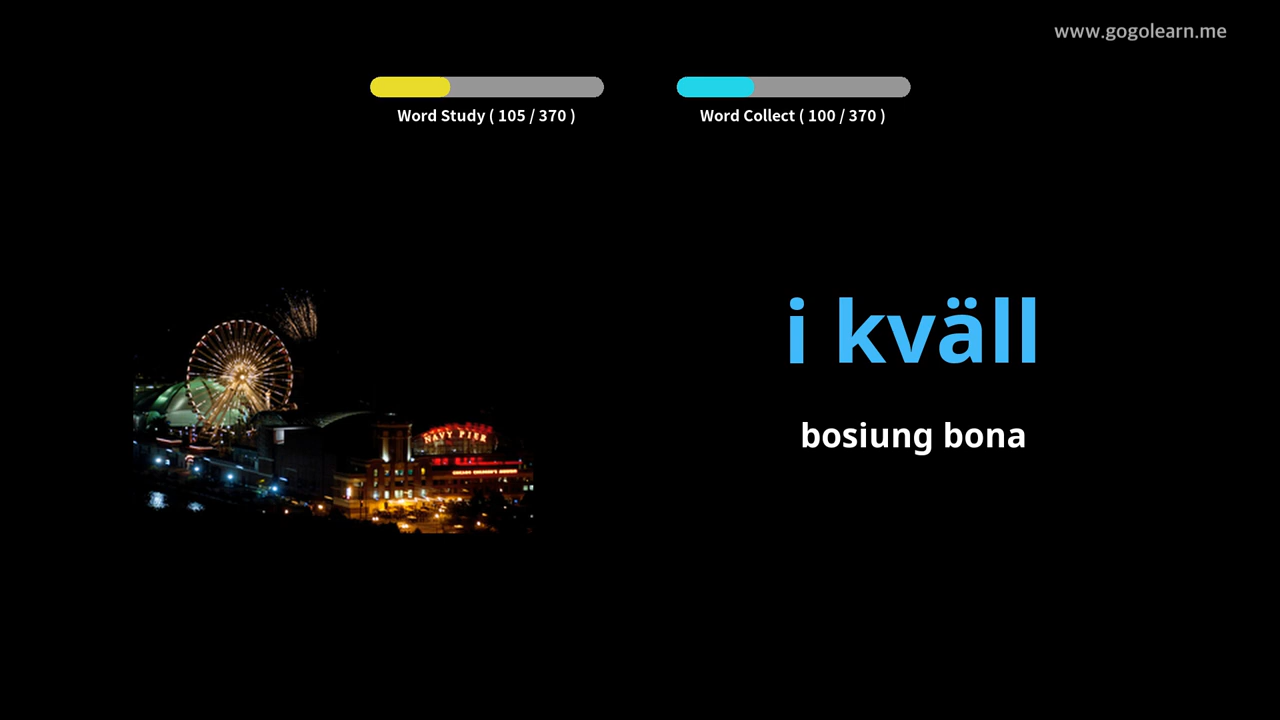 www.gogolearn.me
Word Study ( 105 / 370 )
Word Collect ( 100 / 370 )
i kväll
bosiung bona
NAVY PIER